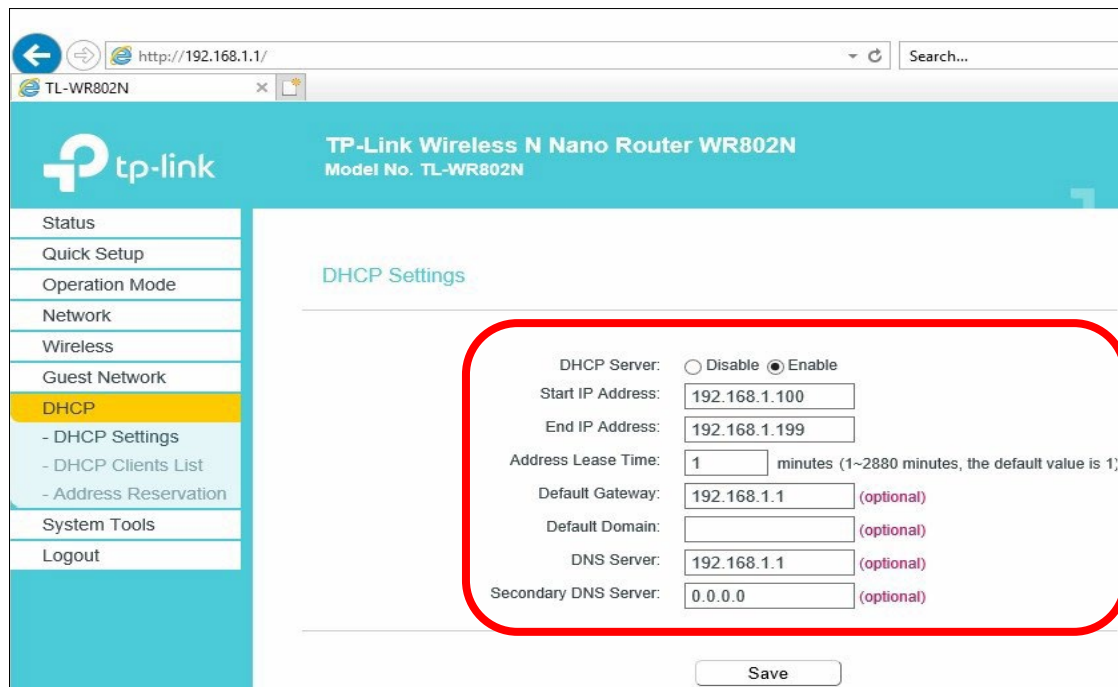 http://192.168.1.1/
Search...
TL-WR802N
tp-link
TP-Link Wireless N Nano Router WR802N
Model No. TL-WR802N
Status
Quick Setup
Operation Mode
Network
Wireless
Guest Network
DHCP
- DHCP Settings
- DHCP Clients List
- Address Reservation
System Tools
Logout
DHCP Settings
DHCP Server: Disable Enable
Start IP Address: 192.168.1.100
End IP Address: 192.168.1.199
Address Lease Time: 1 minutes (1~2880 minutes, the default value is 1)
Default Gateway: 192.168.1.1 (optional)
Default Domain: (optional)
DNS Server: 192.168.1.1 (optional)
Secondary DNS Server: 0.0.0.0 (optional)
Save